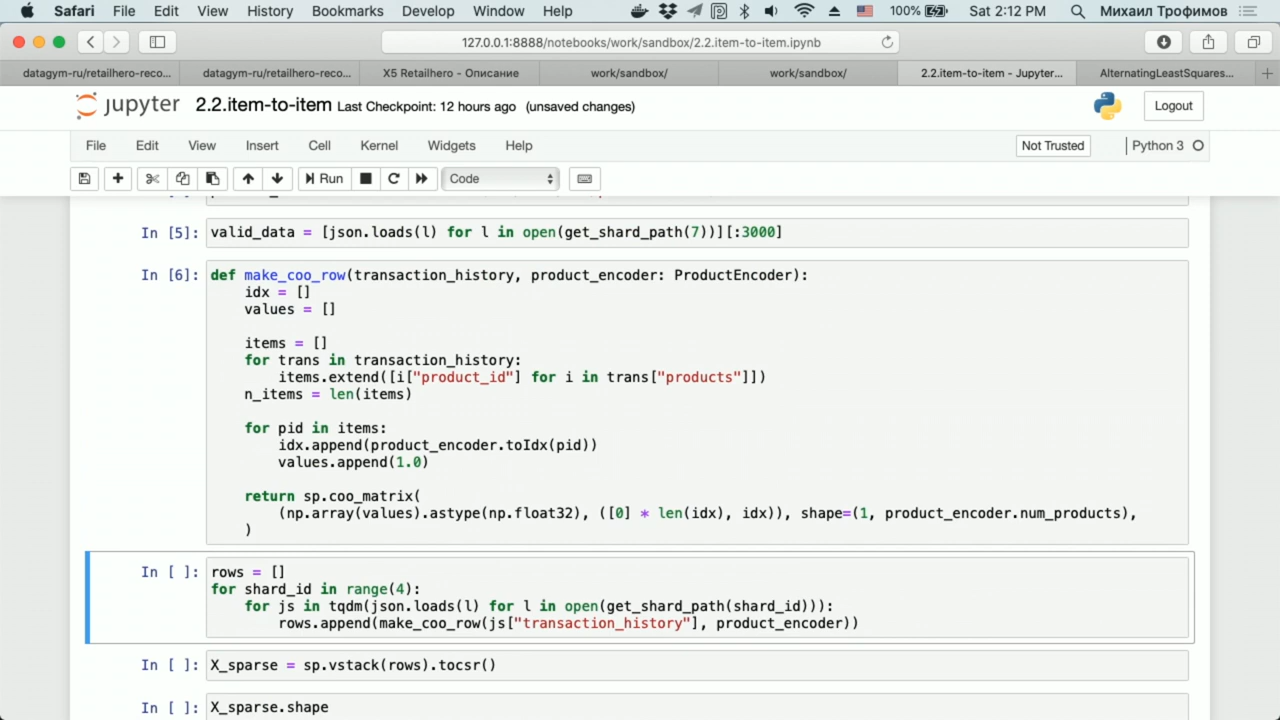 Safari File Edit View History Bookmarks Develop Window Help 100% Sat 2:12 PM Михаил Трофимов
127.0.0.1:8888/notebooks/work/sandbox/2.2.item-to-item.ipynb
datagym-ru/retailhero-reco... datagym-ru/retailhero-reco... X5 Retailhero - Описание work/sandbox/ work/sandbox/ 2.2.item-to-item - Jupyter... AlternatingLeastSquares...
jupyter 2.2.item-to-item Last Checkpoint: 12 hours ago (unsaved changes) Logout
File Edit View Insert Cell Kernel Widgets Help Not Trusted Python 3
Run Code
In [5]: valid_data = [json.loads(l) for l in open(get_shard_path(7))][:3000]
In [6]: def make_coo_row(transaction_history, product_encoder: ProductEncoder):
idx = []
values = []
items = []
for trans in transaction_history:
items.extend([i["product_id"] for i in trans["products"]])
n_items = len(items)
for pid in items:
idx.append(product_encoder.toIdx(pid))
values.append(1.0)
return sp.coo_matrix(
(np.array(values).astype(np.float32), ([0] * len(idx), idx)), shape=(1, product_encoder.num_products),
)
In [ ]: rows = []
for shard_id in range(4):
for js in tqdm(json.loads(l) for l in open(get_shard_path(shard_id))):
rows.append(make_coo_row(js["transaction_history"], product_encoder))
In [ ]: X_sparse = sp.vstack(rows).tocsr()
In [ ]: X_sparse.shape